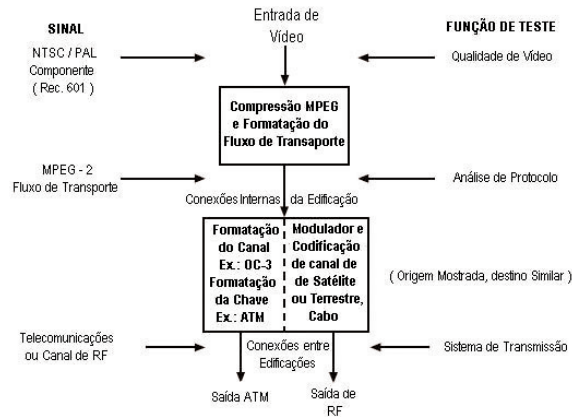 SINAL
Entrada de
Vídeo
FUNÇÃO DE TESTE
NTSC / PAL
Componente
( Rec. 601 )
Qualidade de Vídeo
Compressão MPEG
e Formatação do
Fluxo de Transaporte
MPEG - 2
Fluxo de Transporte
Análise de Protocolo
Conexões Internas da Edificação
Formatação
do Canal
Ex.: OC-3
Formatação
da Chave
Ex.: ATM
Modulador e
Codificação
de canal de
de Satélite
ou Terrestre,
Cabo
( Origem Mostrada, destino Similar )
Telecomunicações
ou Canal de RF
Conexões entre
Edificações
Sistema de Transmissão
Saída ATM
Saída de
RF